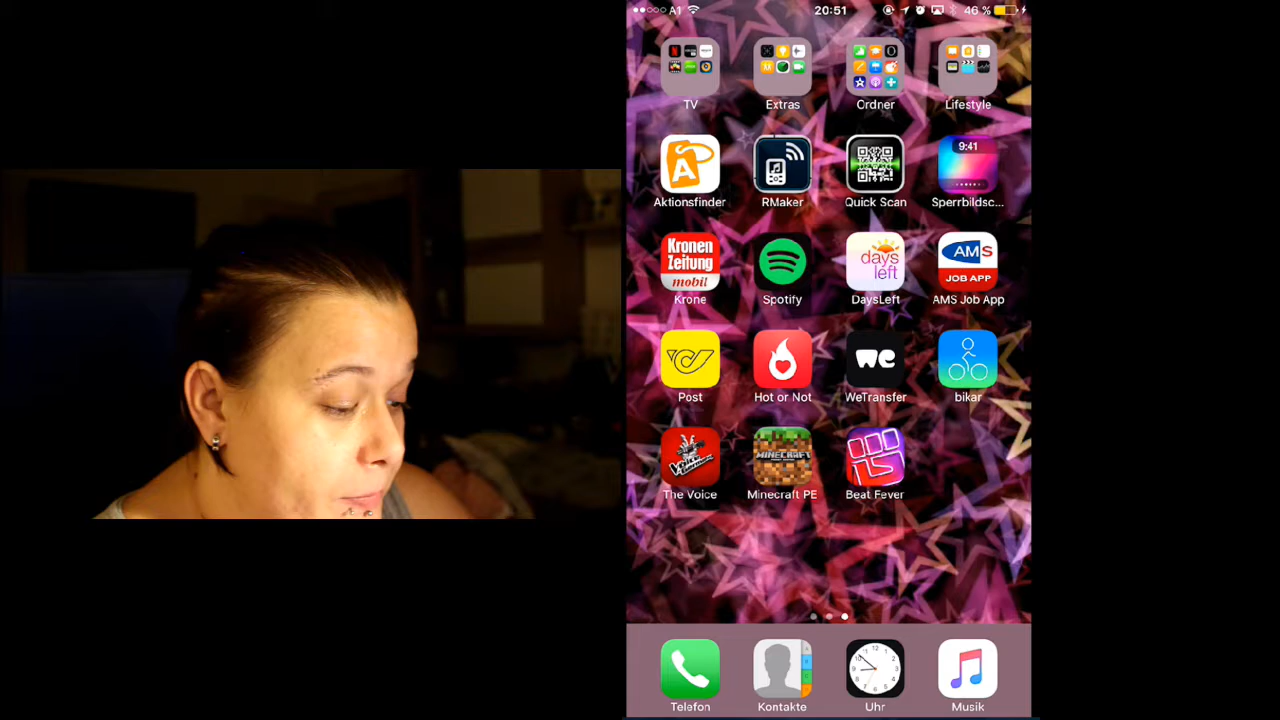 A1 20:51 46 %
TV Extras Ordner Lifestyle
9:41
Aktionsfinder RMaker Quick Scan Sperrbildsc...
Kronen
Zeitung
mobil
days
left
AMS
JOB APP
Krone Spotify DaysLeft AMS Job App
we
Post Hot or Not WeTransfer bikar
MINECRAFT
The Voice Minecraft PE Beat Fever
Telefon Kontakte Uhr Musik